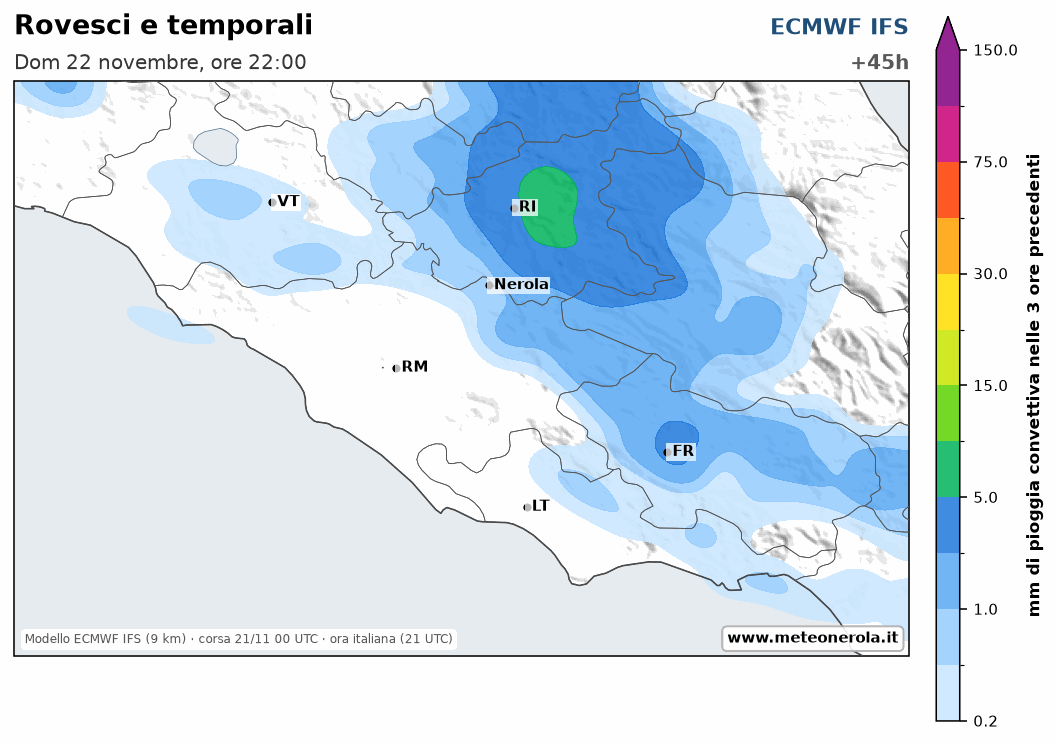 Rovesci e temporali
ECMWF IFS
Dom 22 novembre, ore 22:00
+45h
VT
RI
Nerola
RM
FR
LT
Modello ECMWF IFS (9 km) · corsa 21/11 00 UTC · ora italiana (21 UTC)
www.meteonerola.it
150.0
75.0
30.0
15.0
5.0
1.0
0.2
mm di pioggia convettiva nelle 3 ore precedenti